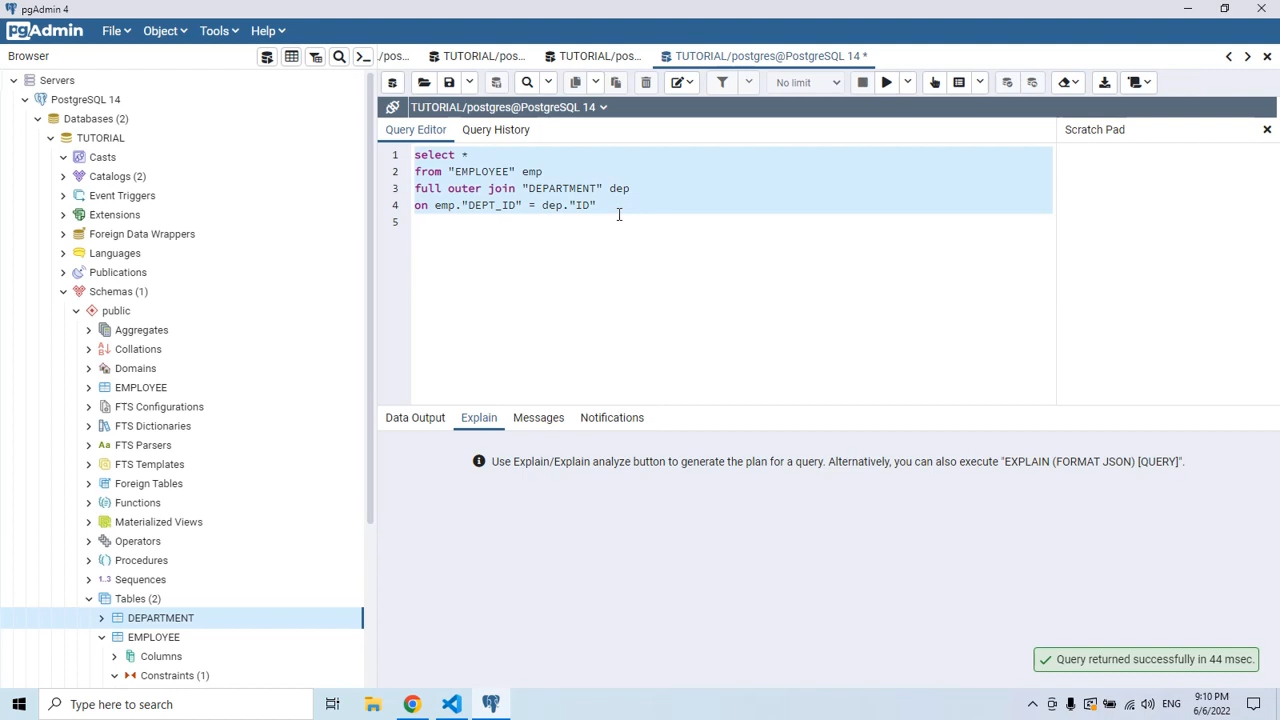 pgAdmin 4
pgAdmin File Object Tools Help
Browser
/pos...
TUTORIAL/pos...
TUTORIAL/pos...
TUTORIAL/postgres@PostgreSQL 14 *
No limit
TUTORIAL/postgres@PostgreSQL 14
Query Editor Query History
Scratch Pad
1 select *
2 from "EMPLOYEE" emp
3 full outer join "DEPARTMENT" dep
4 on emp."DEPT_ID" = dep."ID"
5
Servers
PostgreSQL 14
Databases (2)
TUTORIAL
Casts
Catalogs (2)
Event Triggers
Extensions
Foreign Data Wrappers
Languages
Publications
Schemas (1)
public
Aggregates
Collations
Domains
EMPLOYEE
FTS Configurations
FTS Dictionaries
Aa FTS Parsers
FTS Templates
Foreign Tables
Functions
Materialized Views
Operators
Procedures
1..3 Sequences
Tables (2)
DEPARTMENT
EMPLOYEE
Columns
Constraints (1)
Data Output Explain Messages Notifications
Use Explain/Explain analyze button to generate the plan for a query. Alternatively, you can also execute "EXPLAIN (FORMAT JSON) [QUERY]".
Query returned successfully in 44 msec.
Type here to search
ENG
9:10 PM
6/6/2022